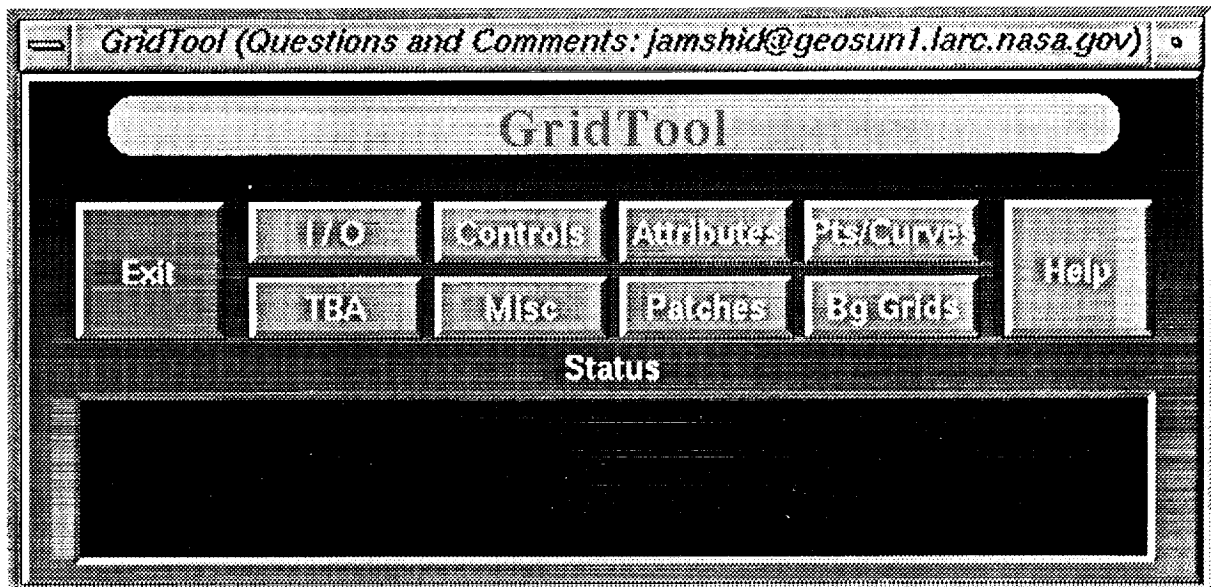 GridTool (Questions and Comments: jamshid@geosun1.larc.nasa.gov)
GridTool
Exit
I/O Controls Attributes Pts/Curves
Help
TBA Misc Patches Bg Grids
Status